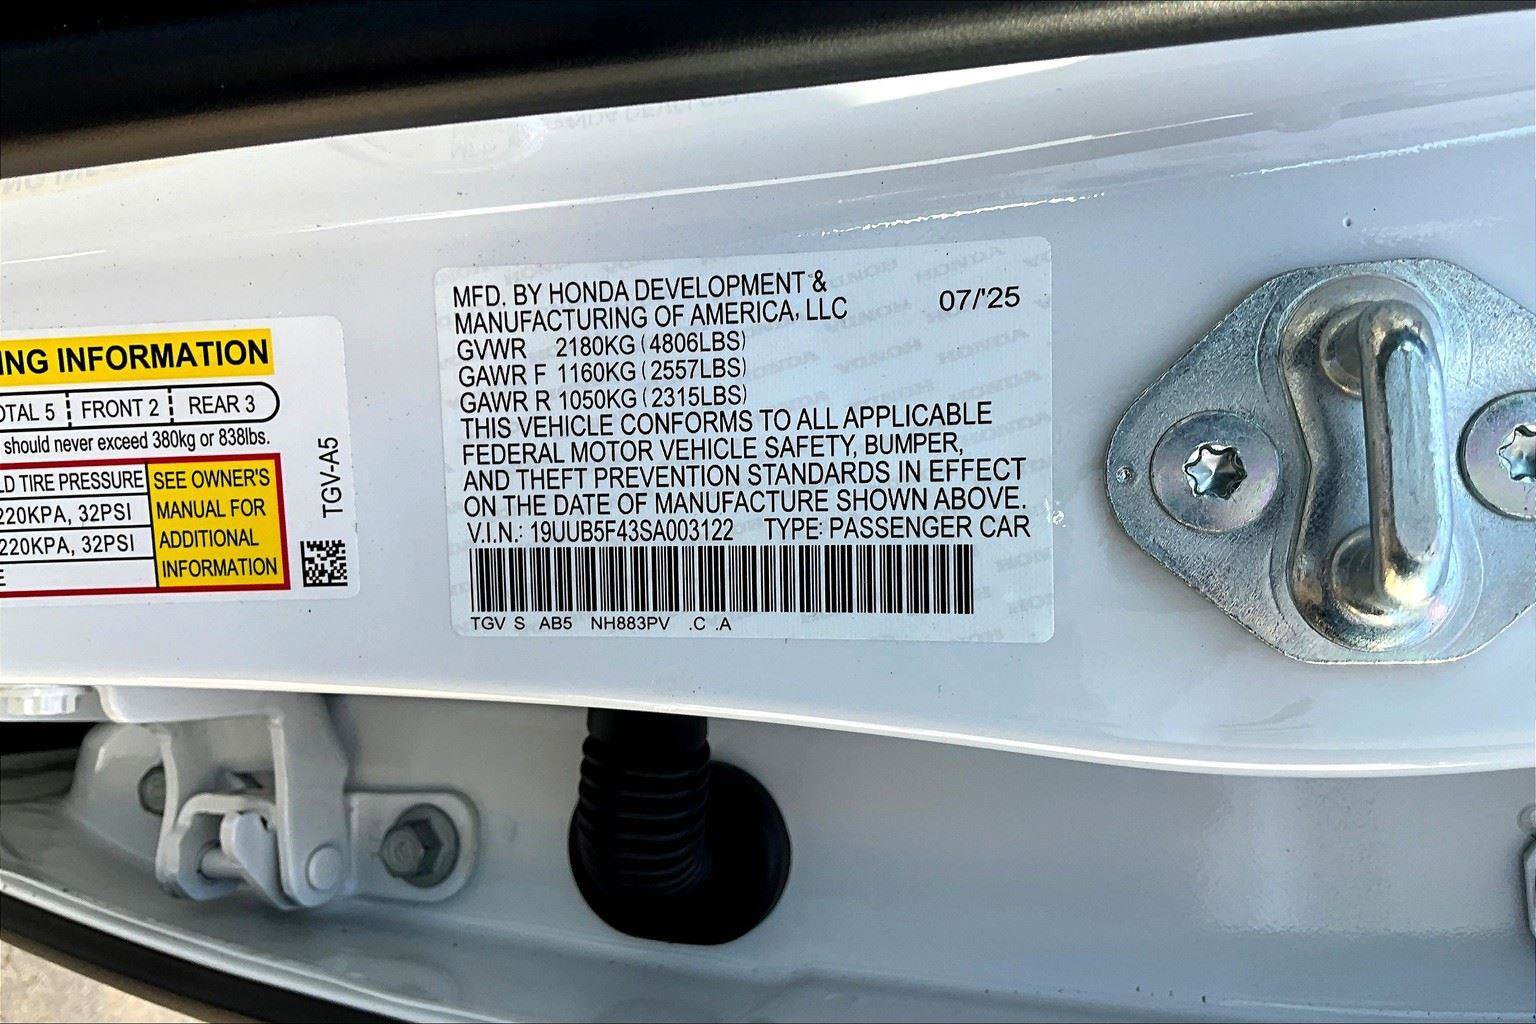 NG INFORMATION
OTAL 5 FRONT 2 REAR 3
should never exceed 380kg or 838lbs.
LD TIRE PRESSURE
220KPA, 32PSI
220KPA, 32PSI
E
SEE OWNER'S
MANUAL FOR
ADDITIONAL
INFORMATION
TGV-A5
MFD. BY HONDA DEVELOPMENT &
MANUFACTURING OF AMERICA, LLC 07/'25
GVWR 2180KG (4806LBS)
GAWR F 1160KG (2557LBS)
GAWR R 1050KG (2315LBS)
THIS VEHICLE CONFORMS TO ALL APPLICABLE
FEDERAL MOTOR VEHICLE SAFETY, BUMPER,
AND THEFT PREVENTION STANDARDS IN EFFECT
ON THE DATE OF MANUFACTURE SHOWN ABOVE.
V.I.N.: 19UUB5F43SA003122 TYPE: PASSENGER CAR
TGV S AB5 NH883PV .C .A